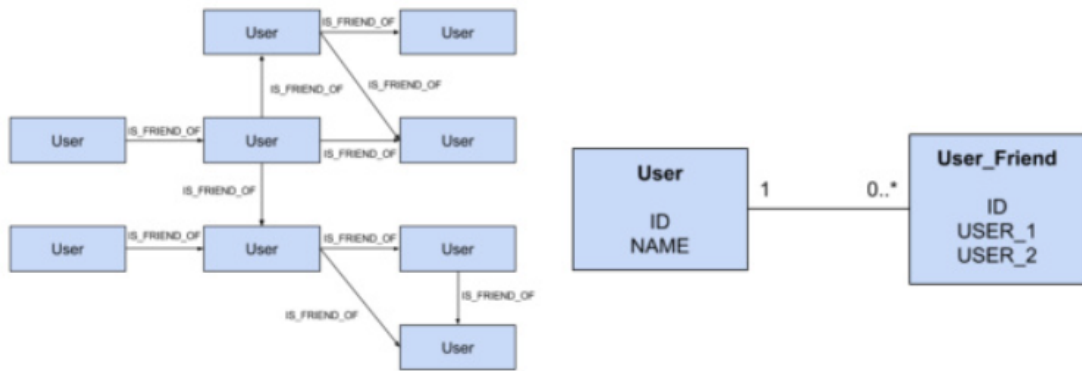 User
IS_FRIEND_OF
User
IS_FRIEND_OF
IS_FRIEND_OF
User
IS_FRIEND_OF
User
IS_FRIEND_OF
User
IS_FRIEND_OF
User
IS_FRIEND_OF
User
IS_FRIEND_OF
User
IS_FRIEND_OF
IS_FRIEND_OF
User
User
ID
NAME
1
0..*
User_Friend
ID
USER_1
USER_2